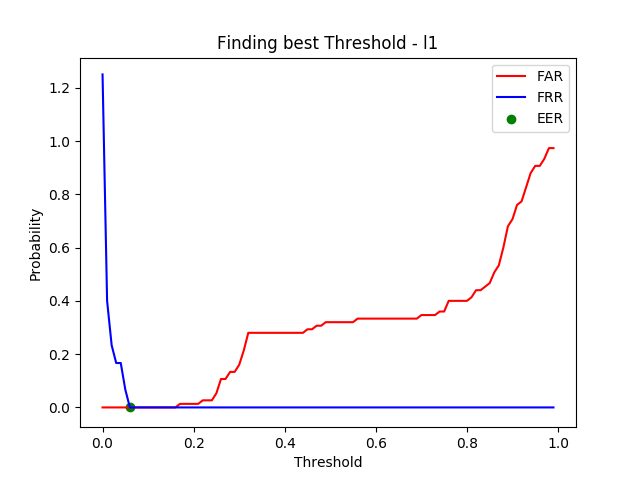 Finding best Threshold - l1
FAR
FRR
EER
1.2
1.0
0.8
0.6
0.4
0.2
0.0
Probability
0.0 0.2 0.4 0.6 0.8 1.0
Threshold